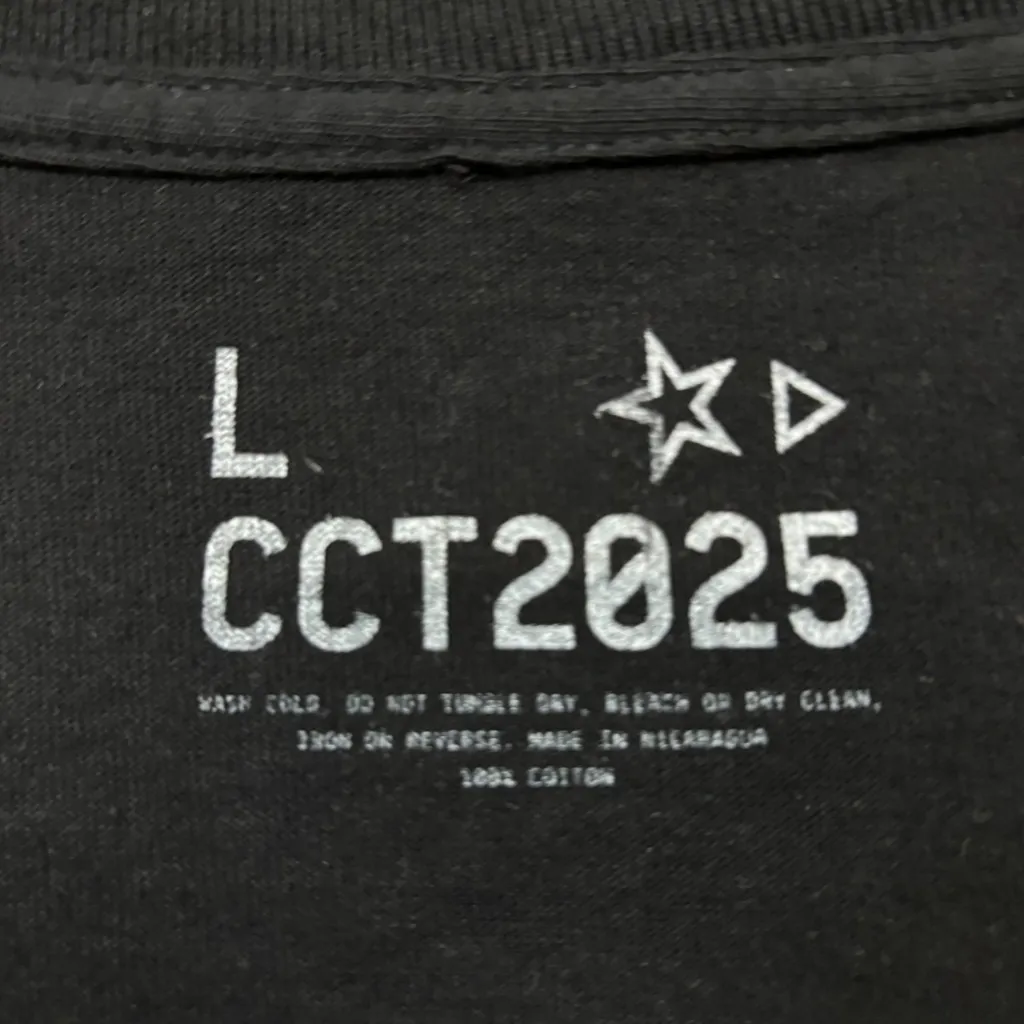 L
CCT2025
WASH COLD. DO NOT TUMBLE DRY, BLEACH OR DRY CLEAN,
IRON ON REVERSE. MADE IN NICARAGUA
100% COTTON